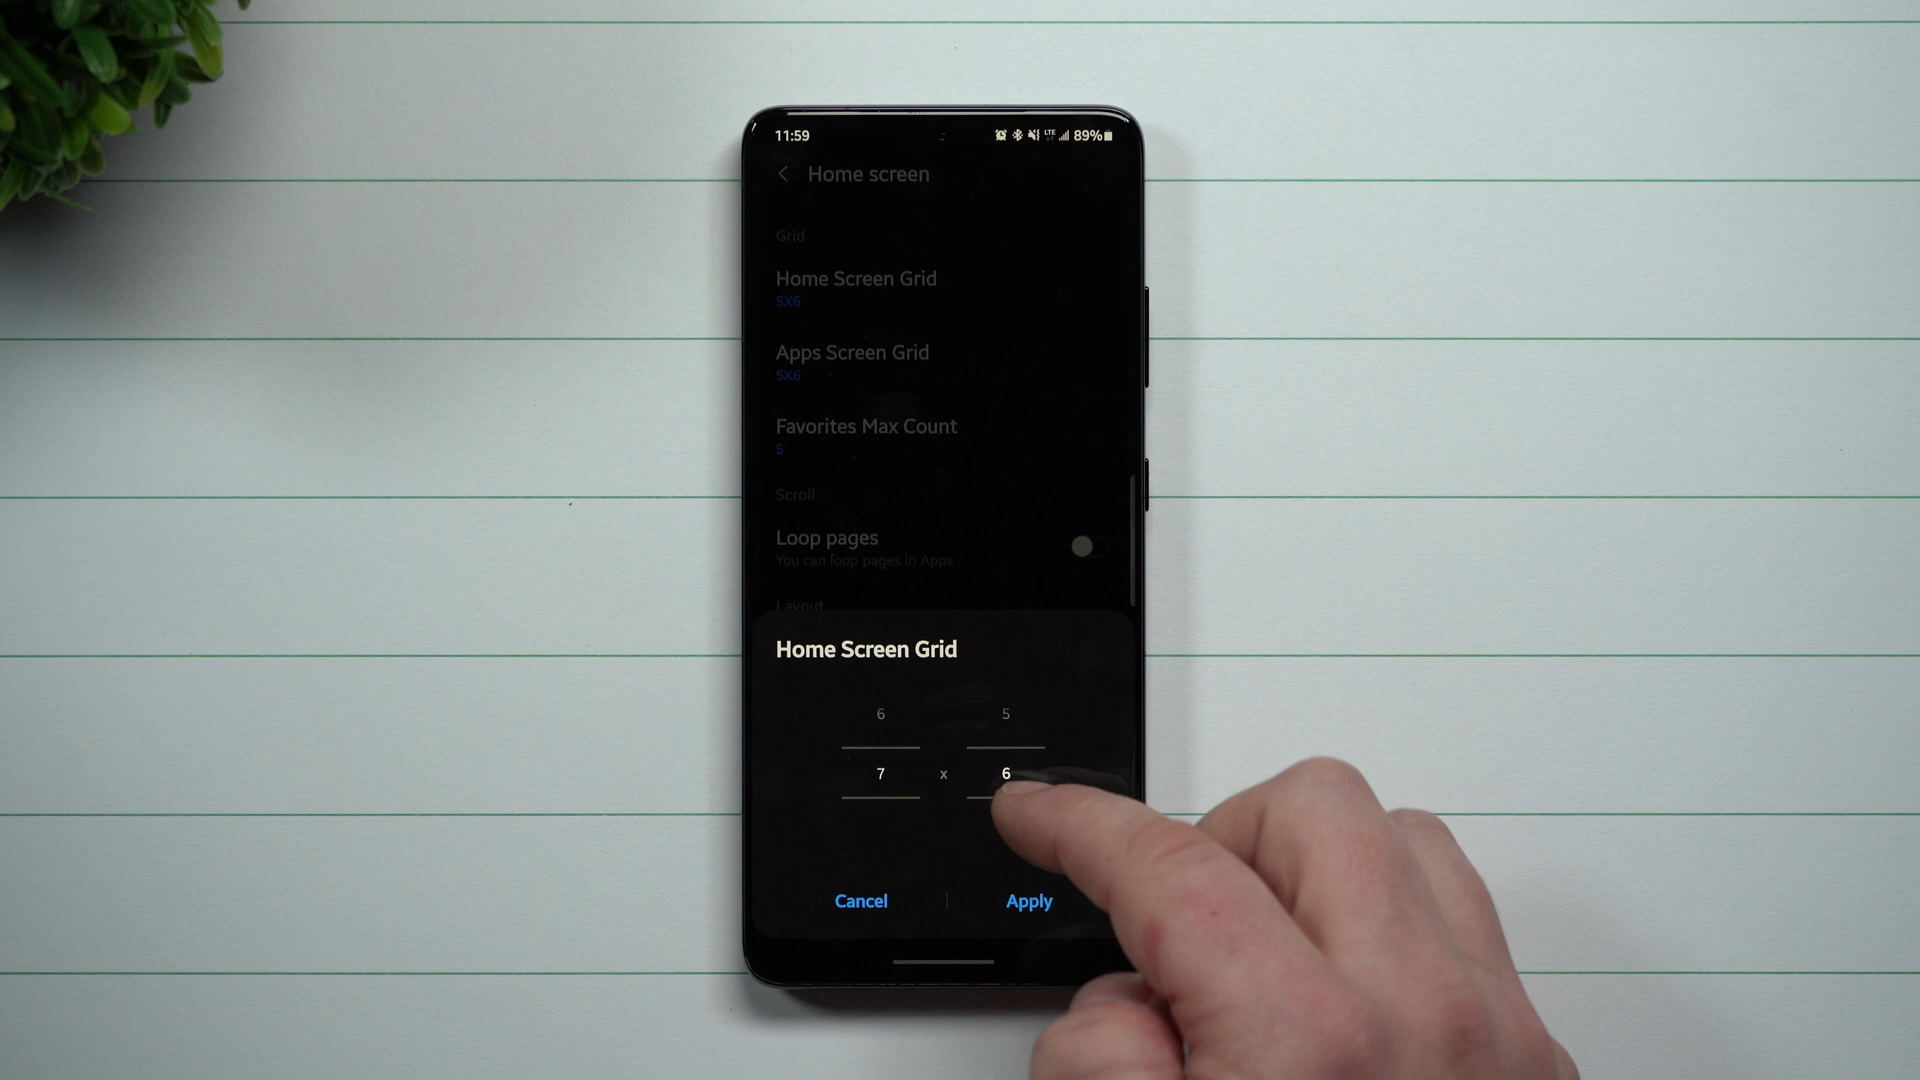 11:59
LTE
89%
Home screen
Grid
Home Screen Grid
5X6
Apps Screen Grid
5X6
Favorites Max Count
5
Scroll
Loop pages
You can loop pages in Apps
Layout
Home Screen Grid
6 5
7 x 6
Cancel Apply